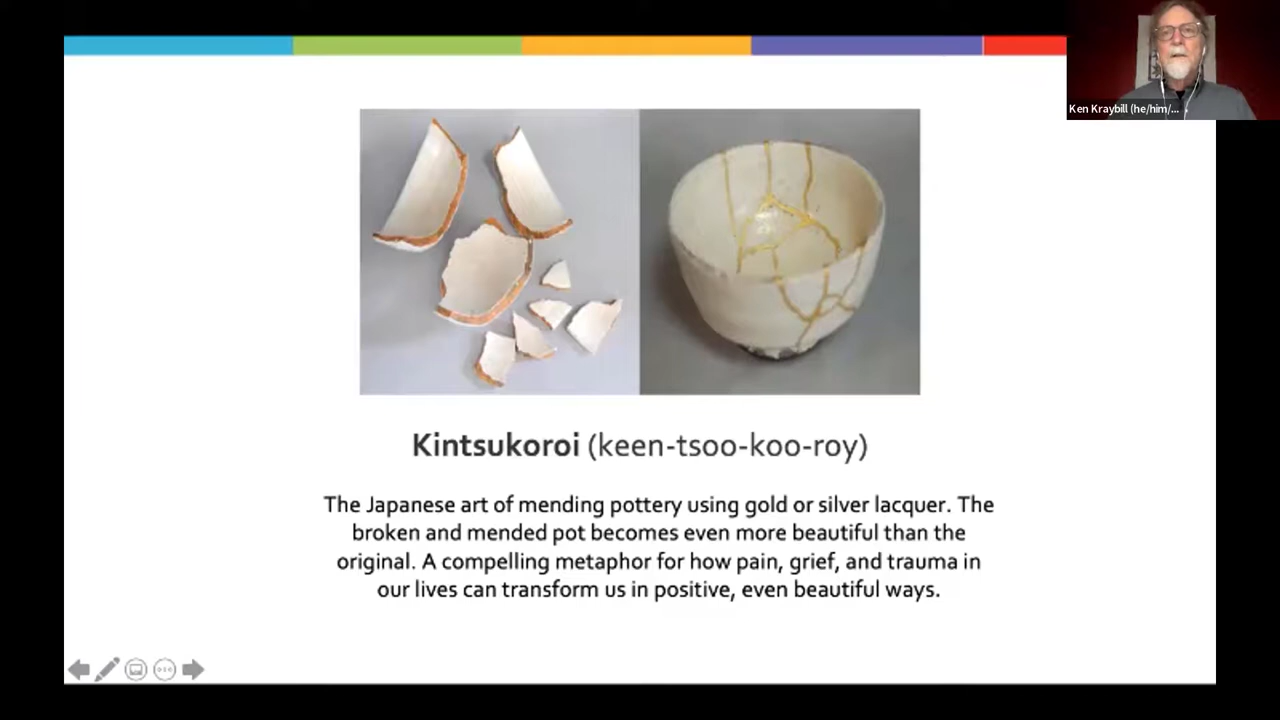 Ken Kraybill (he/him/...
Kintsukoroi (keen-tsoo-koo-roy)
The Japanese art of mending pottery using gold or silver lacquer. The
broken and mended pot becomes even more beautiful than the
original. A compelling metaphor for how pain, grief, and trauma in
our lives can transform us in positive, even beautiful ways.